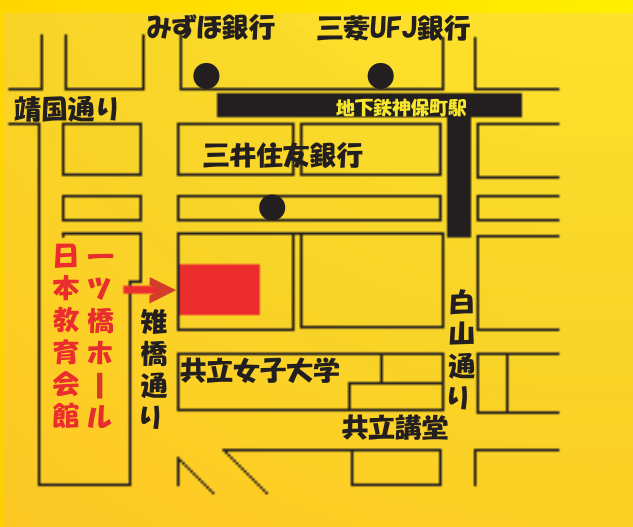 みずほ銀行
三菱UFJ銀行
靖国通り
地下鉄神保町駅
三井住友銀行
一ツ橋ホール
日本教育会館
雉橋通り
白山通り
共立女子大学
共立講堂